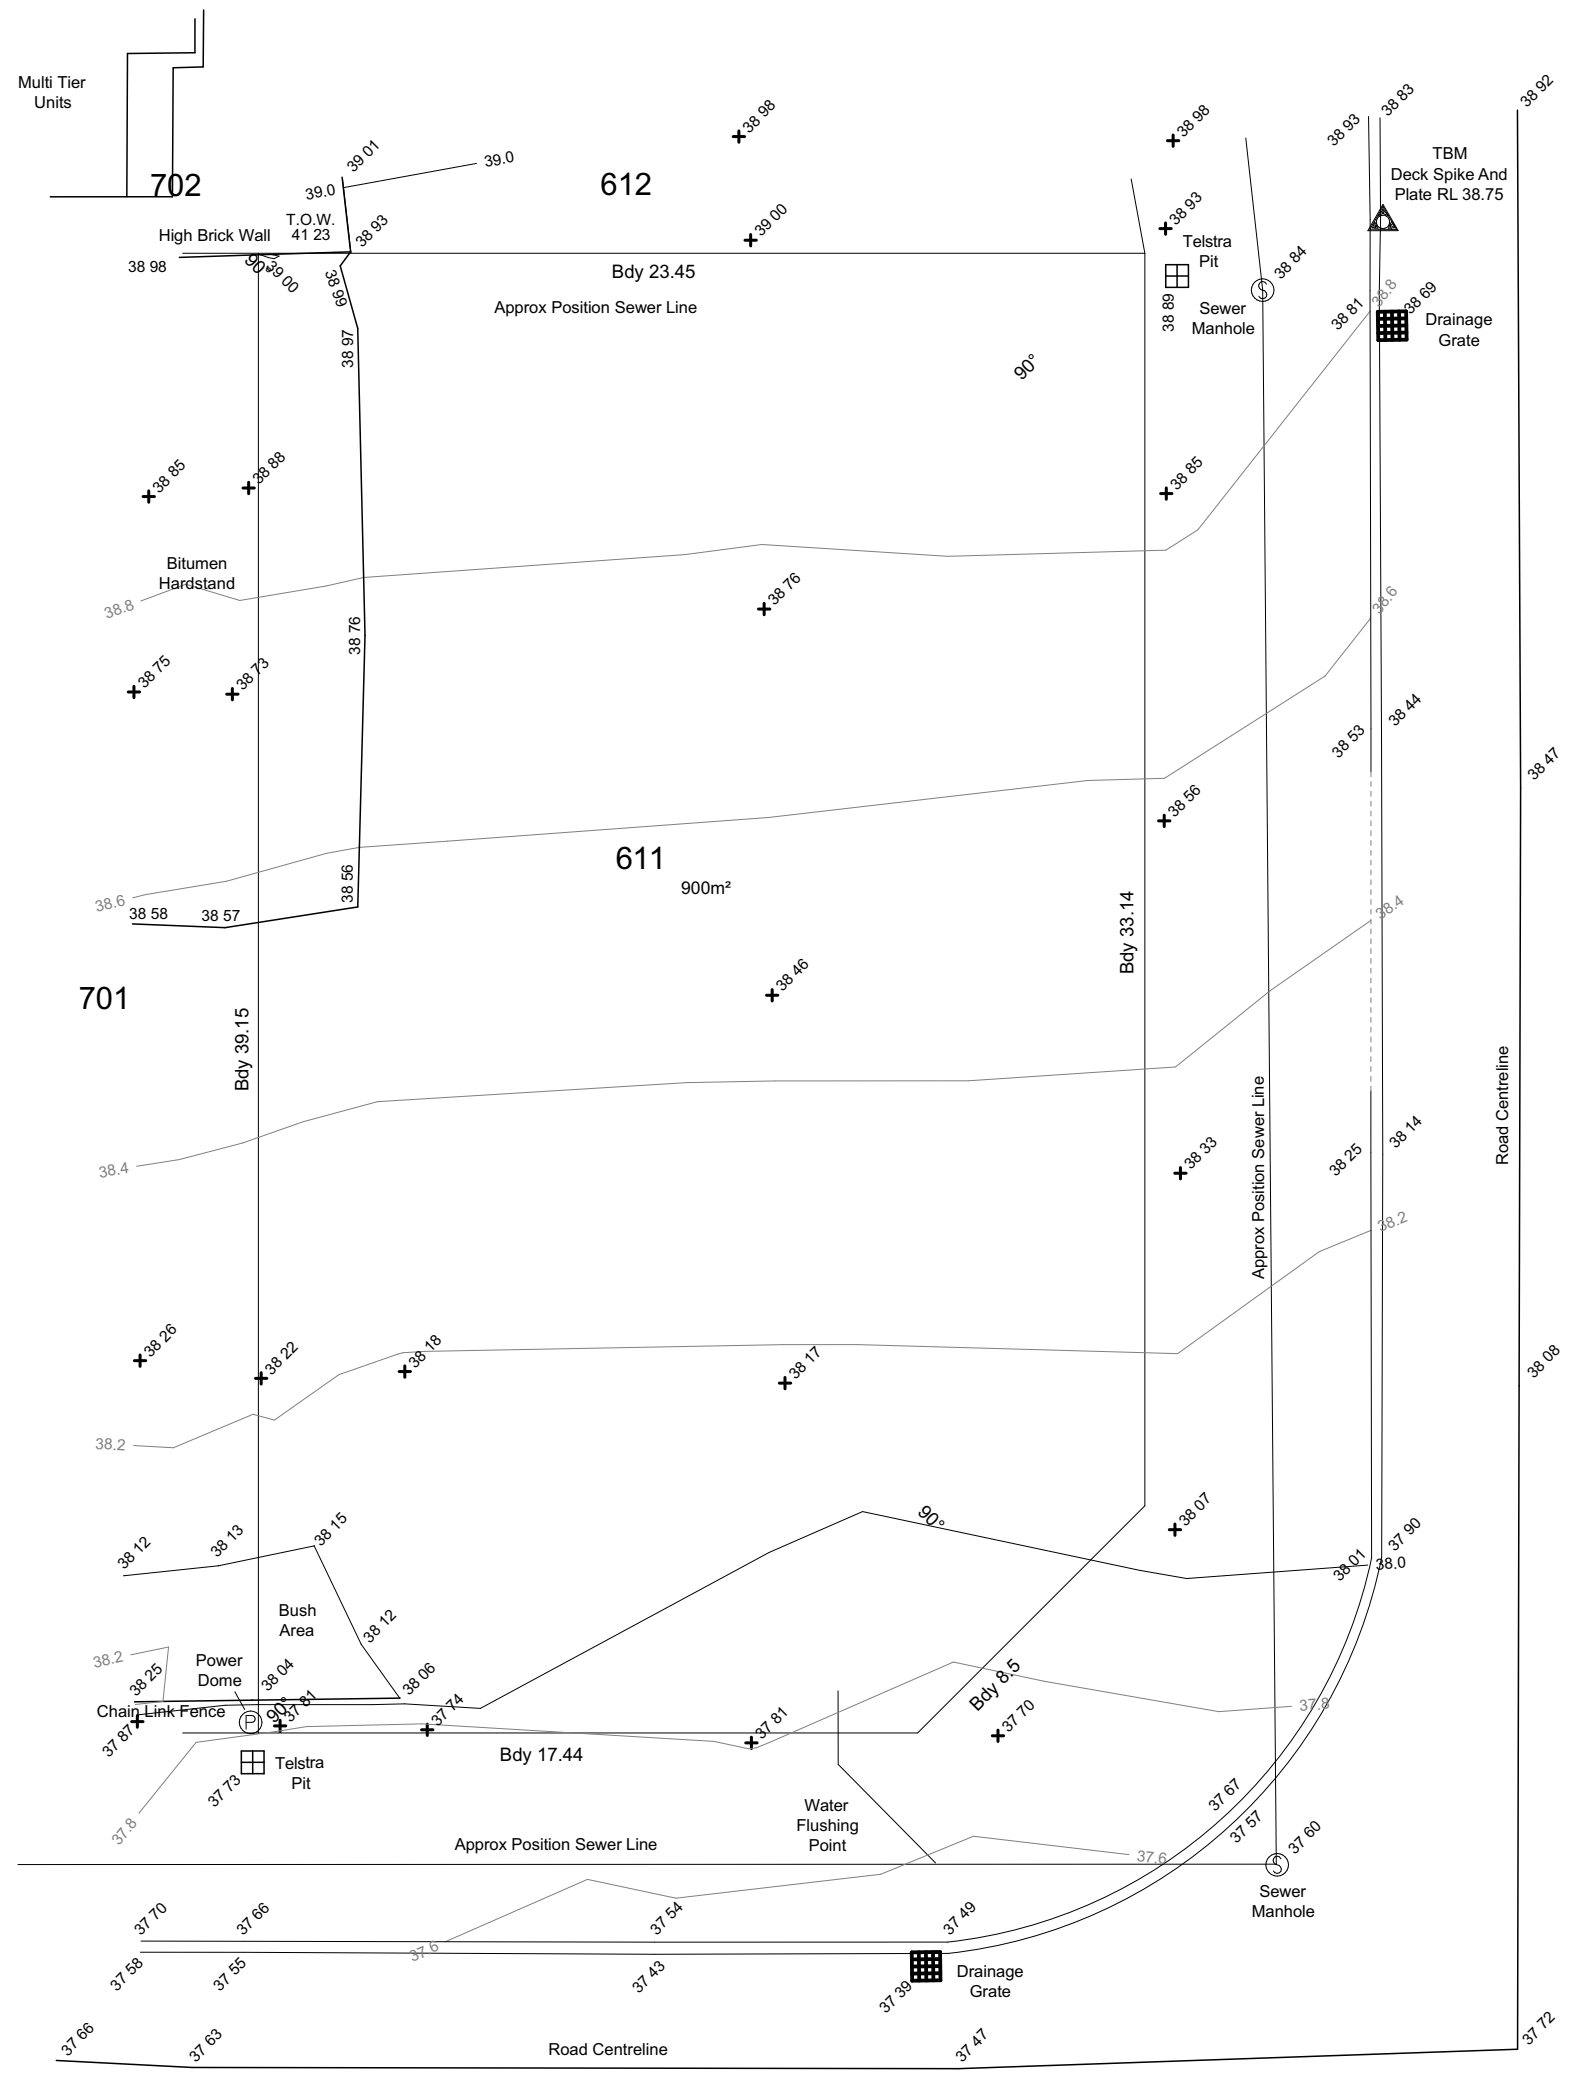 Multi Tier
Units
38 98
38 98
38 93
38 83
38 92
TBM
Deck Spike And
Plate RL 38.75
39 01
39.0
39.0
702
612
T.O.W.
41 23
38 93
High Brick Wall
39 00
38 93
Telstra
Pit
38 98
90°
39 00
38 99
Bdy 23.45
38 84
38 89
Sewer
Manhole
38 81
38.8
38 69
Drainage
Grate
Approx Position Sewer Line
38 97
90°
38 85
38 88
38 85
Bitumen
Hardstand
38.8
38 76
38.6
38 76
38 75
38 73
38 44
38 53
38 47
38 56
611
900m²
38 56
38.6
38 58
38 57
38.4
Bdy 33.14
38 46
701
Bdy 39.15
Road Centreline
Approx Position Sewer Line
38 33
38 25
38 14
38.4
38.2
38 26
38 22
38 18
38 17
38 08
38.2
38 07
90°
38 12
38 13
38 15
37 90
38 01
38.0
Bush
Area
38 12
38.2
Power
Dome
38 25
38 04
38 06
Chain Link Fence
90°
37 81
37 74
P
37 87
37 81
Bdy 8.5
37 70
37.8
Bdy 17.44
Telstra
Pit
37 73
37.8
Water
Flushing
Point
37 67
37 57
37 60
Approx Position Sewer Line
37.6
S
Sewer
Manhole
37 70
37 66
37 54
37 49
37.6
37 58
37 55
37 43
37 39
Drainage
Grate
37 66
37 63
Road Centreline
37 47
37 72
S